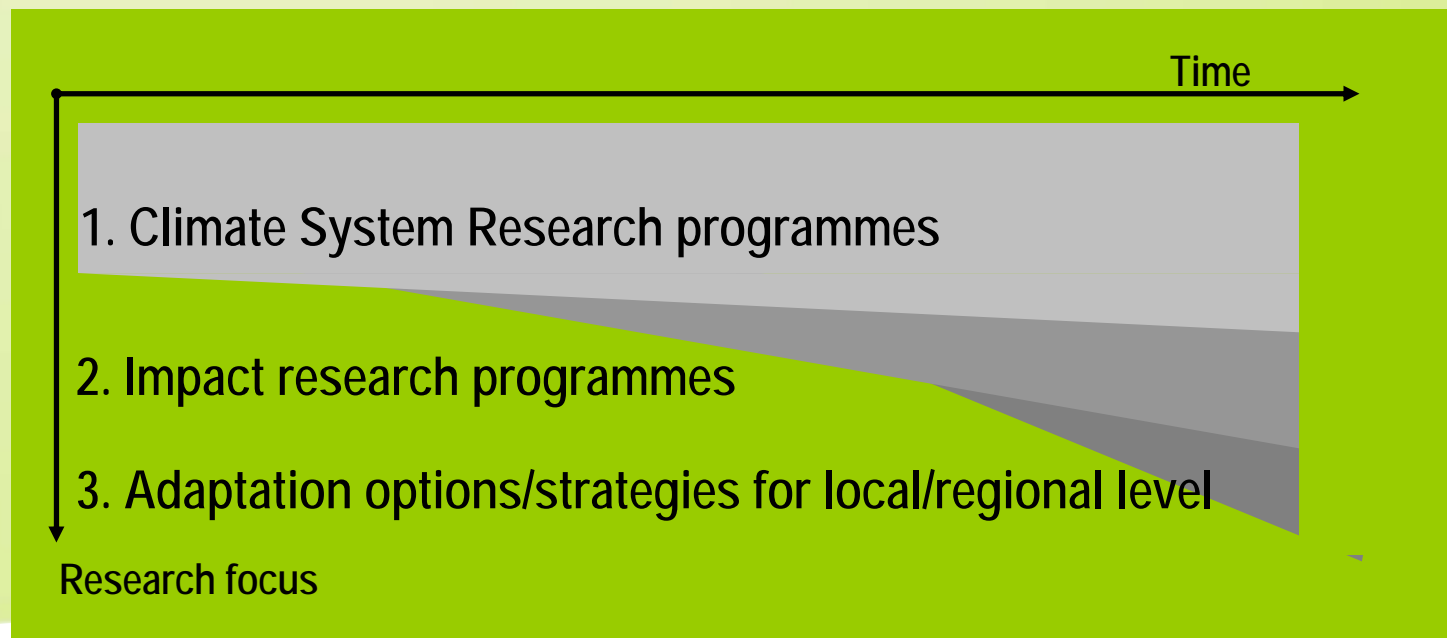 Time
1. Climate System Research programmes
2. Impact research programmes
3. Adaptation options/strategies for local/regional level
Research focus